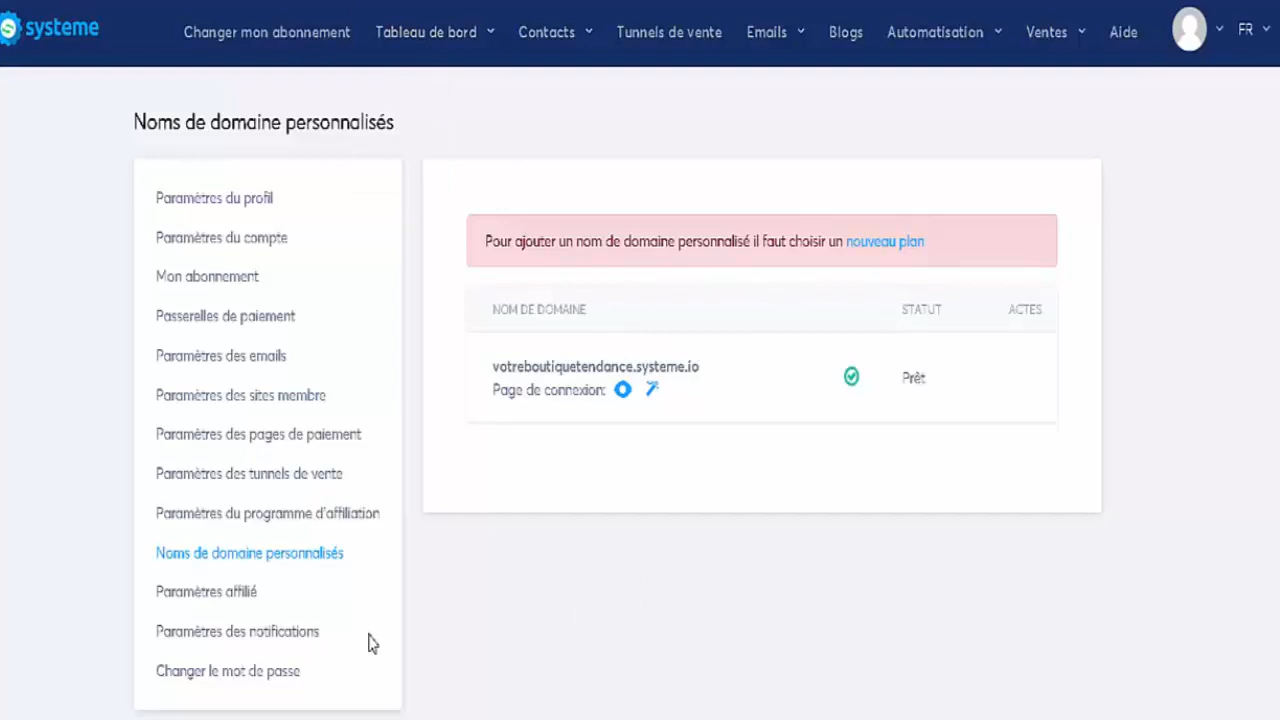 systeme
Changer mon abonnement Tableau de bord Contacts Tunnels de vente Emails Blogs Automatisation Ventes Aide FR
Noms de domaine personnalisés
Paramètres du profil
Paramètres du compte
Mon abonnement
Passerelles de paiement
Paramètres des emails
Paramètres des sites membre
Paramètres des pages de paiement
Paramètres des tunnels de vente
Paramètres du programme d'affiliation
Noms de domaine personnalisés
Paramètres affilié
Paramètres des notifications
Changer le mot de passe
Pour ajouter un nom de domaine personnalisé il faut choisir un nouveau plan
NOM DE DOMAINE STATUT ACTES
votreboutiquetendance.systeme.io
Page de connexion:
Prêt